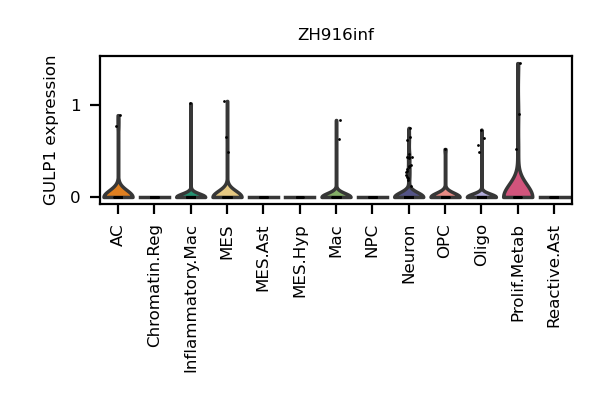 ZH916inf
GULP1 expression
1
0
AC
Chromatin.Reg
Inflammatory.Mac
MES
MES.Ast
MES.Hyp
Mac
NPC
Neuron
OPC
Oligo
Prolif.Metab
Reactive.Ast